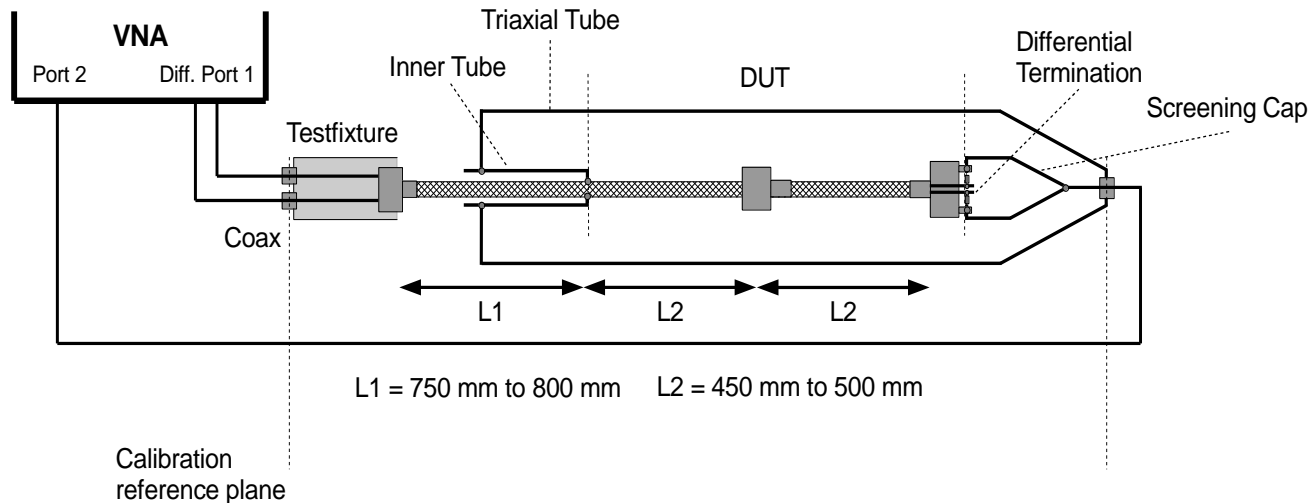 VNA
Port 2
Diff. Port 1
Triaxial Tube
Inner Tube
DUT
Differential
Termination
Screening Cap
Testfixture
Coax
L1
L2
L2
L1 = 750 mm to 800 mm
L2 = 450 mm to 500 mm
Calibration
reference plane